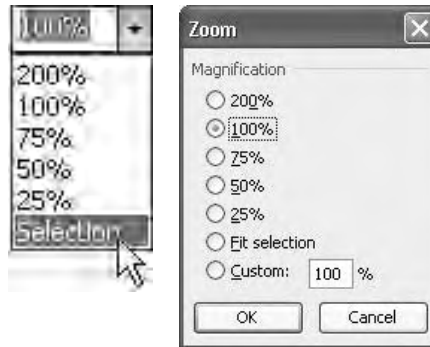 100%
200%
100%
75%
50%
25%
Selection
Zoom
Magnification
200%
100%
75%
50%
25%
Fit selection
Custom: 100 %
OK Cancel